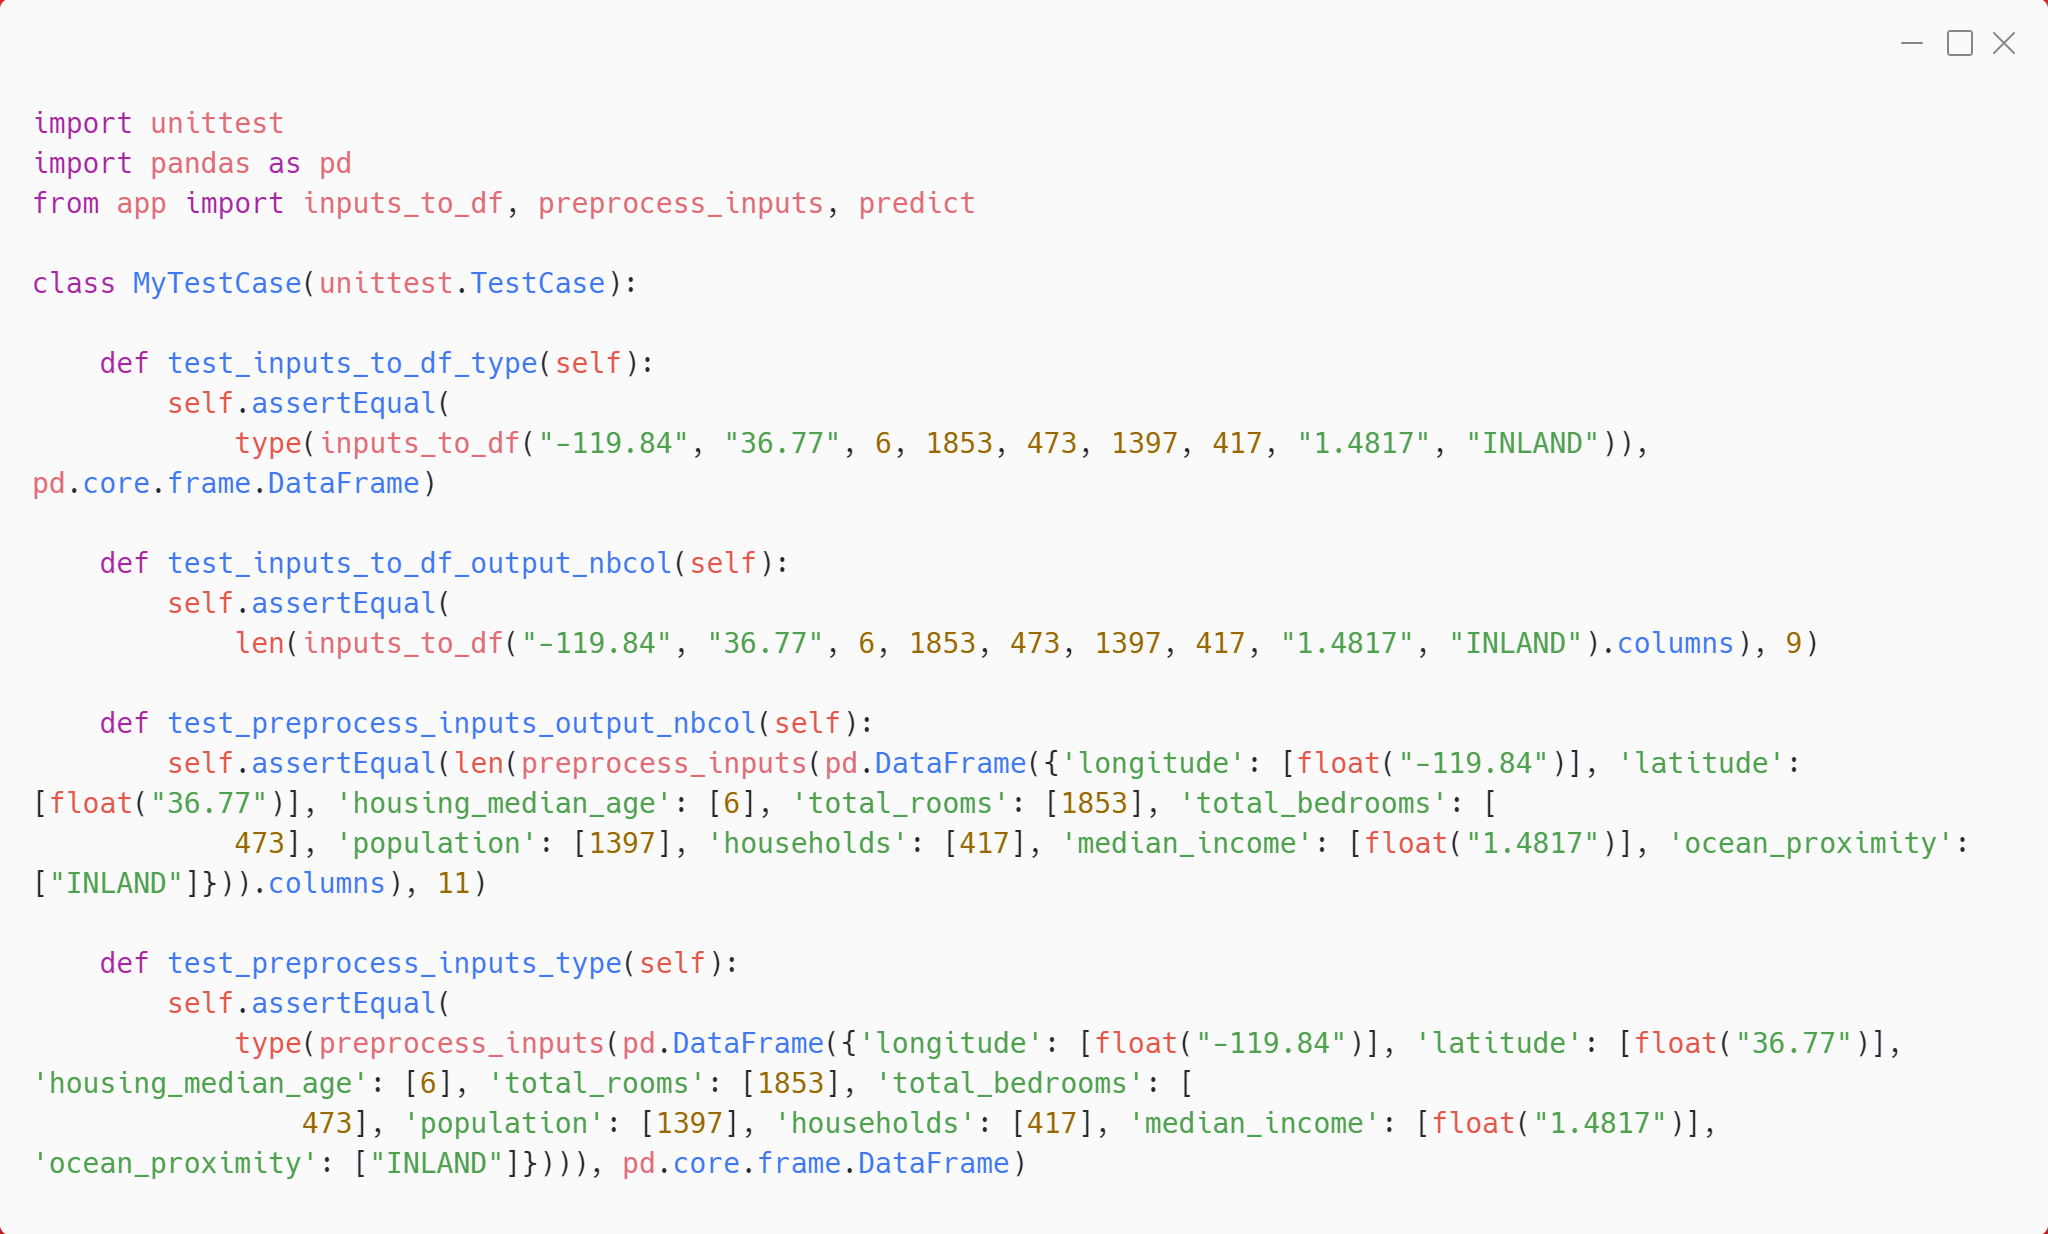 import unittest
import pandas as pd
from app import inputs_to_df, preprocess_inputs, predict

class MyTestCase(unittest.TestCase):

    def test_inputs_to_df_type(self):
        self.assertEqual(
            type(inputs_to_df("-119.84", "36.77", 6, 1853, 473, 1397, 417, "1.4817", "INLAND")),
pd.core.frame.DataFrame)

    def test_inputs_to_df_output_nbcol(self):
        self.assertEqual(
            len(inputs_to_df("-119.84", "36.77", 6, 1853, 473, 1397, 417, "1.4817", "INLAND").columns), 9)

    def test_preprocess_inputs_output_nbcol(self):
        self.assertEqual(len(preprocess_inputs(pd.DataFrame({'longitude': [float("-119.84")], 'latitude':
[float("36.77")], 'housing_median_age': [6], 'total_rooms': [1853], 'total_bedrooms': [
            473], 'population': [1397], 'households': [417], 'median_income': [float("1.4817")], 'ocean_proximity':
["INLAND"]})).columns), 11)

    def test_preprocess_inputs_type(self):
        self.assertEqual(
            type(preprocess_inputs(pd.DataFrame({'longitude': [float("-119.84")], 'latitude': [float("36.77")],
'housing_median_age': [6], 'total_rooms': [1853], 'total_bedrooms': [
                473], 'population': [1397], 'households': [417], 'median_income': [float("1.4817")],
'ocean_proximity': ["INLAND"]}))), pd.core.frame.DataFrame)